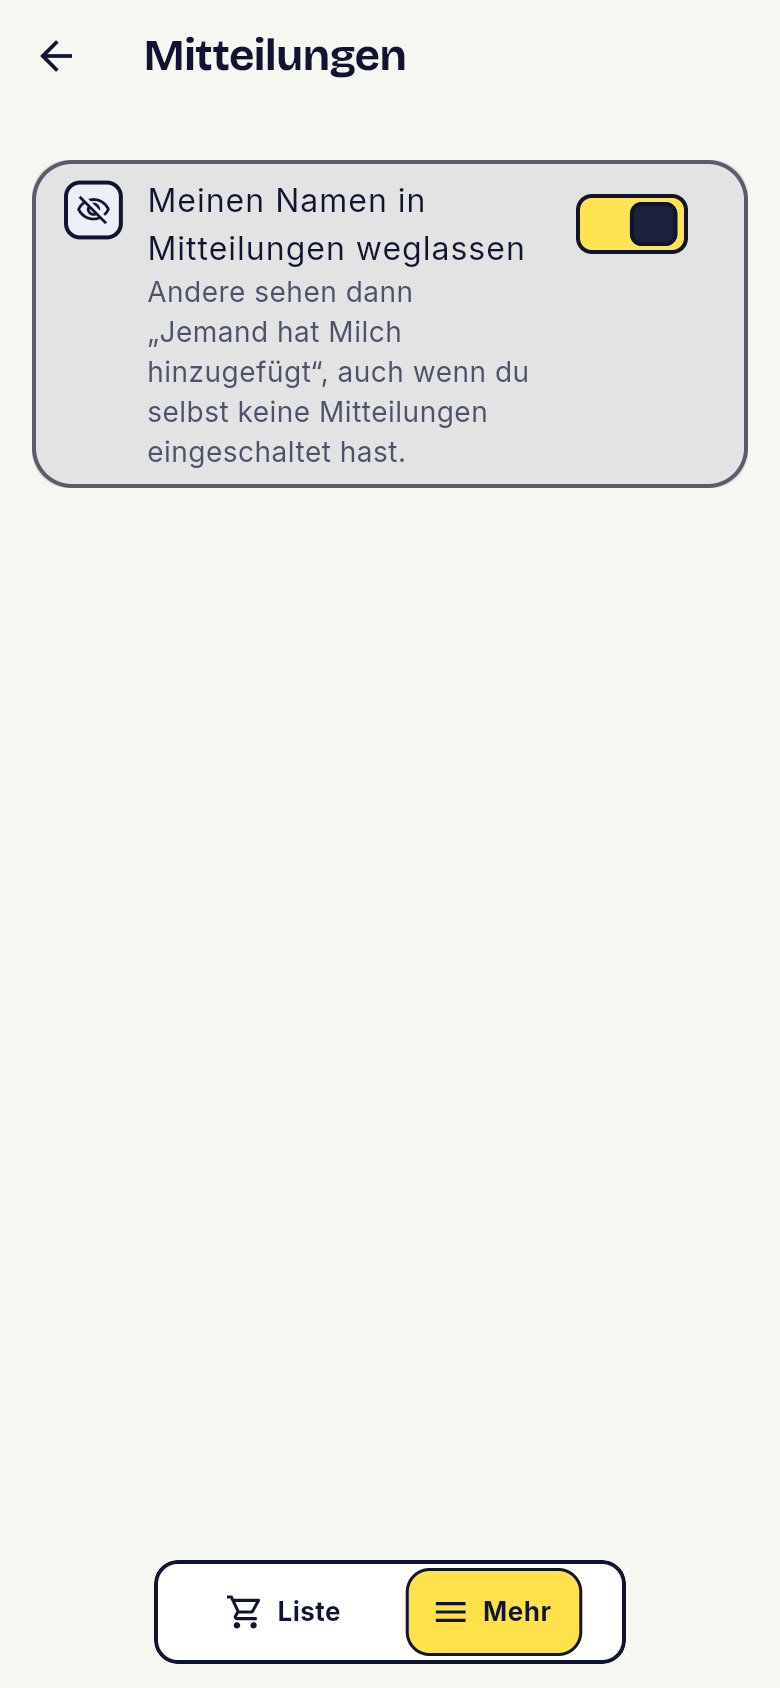 Mitteilungen
Meinen Namen in
Mitteilungen weglassen
Andere sehen dann
„Jemand hat Milch
hinzugefügt“, auch wenn du
selbst keine Mitteilungen
eingeschaltet hast.
Liste
Mehr